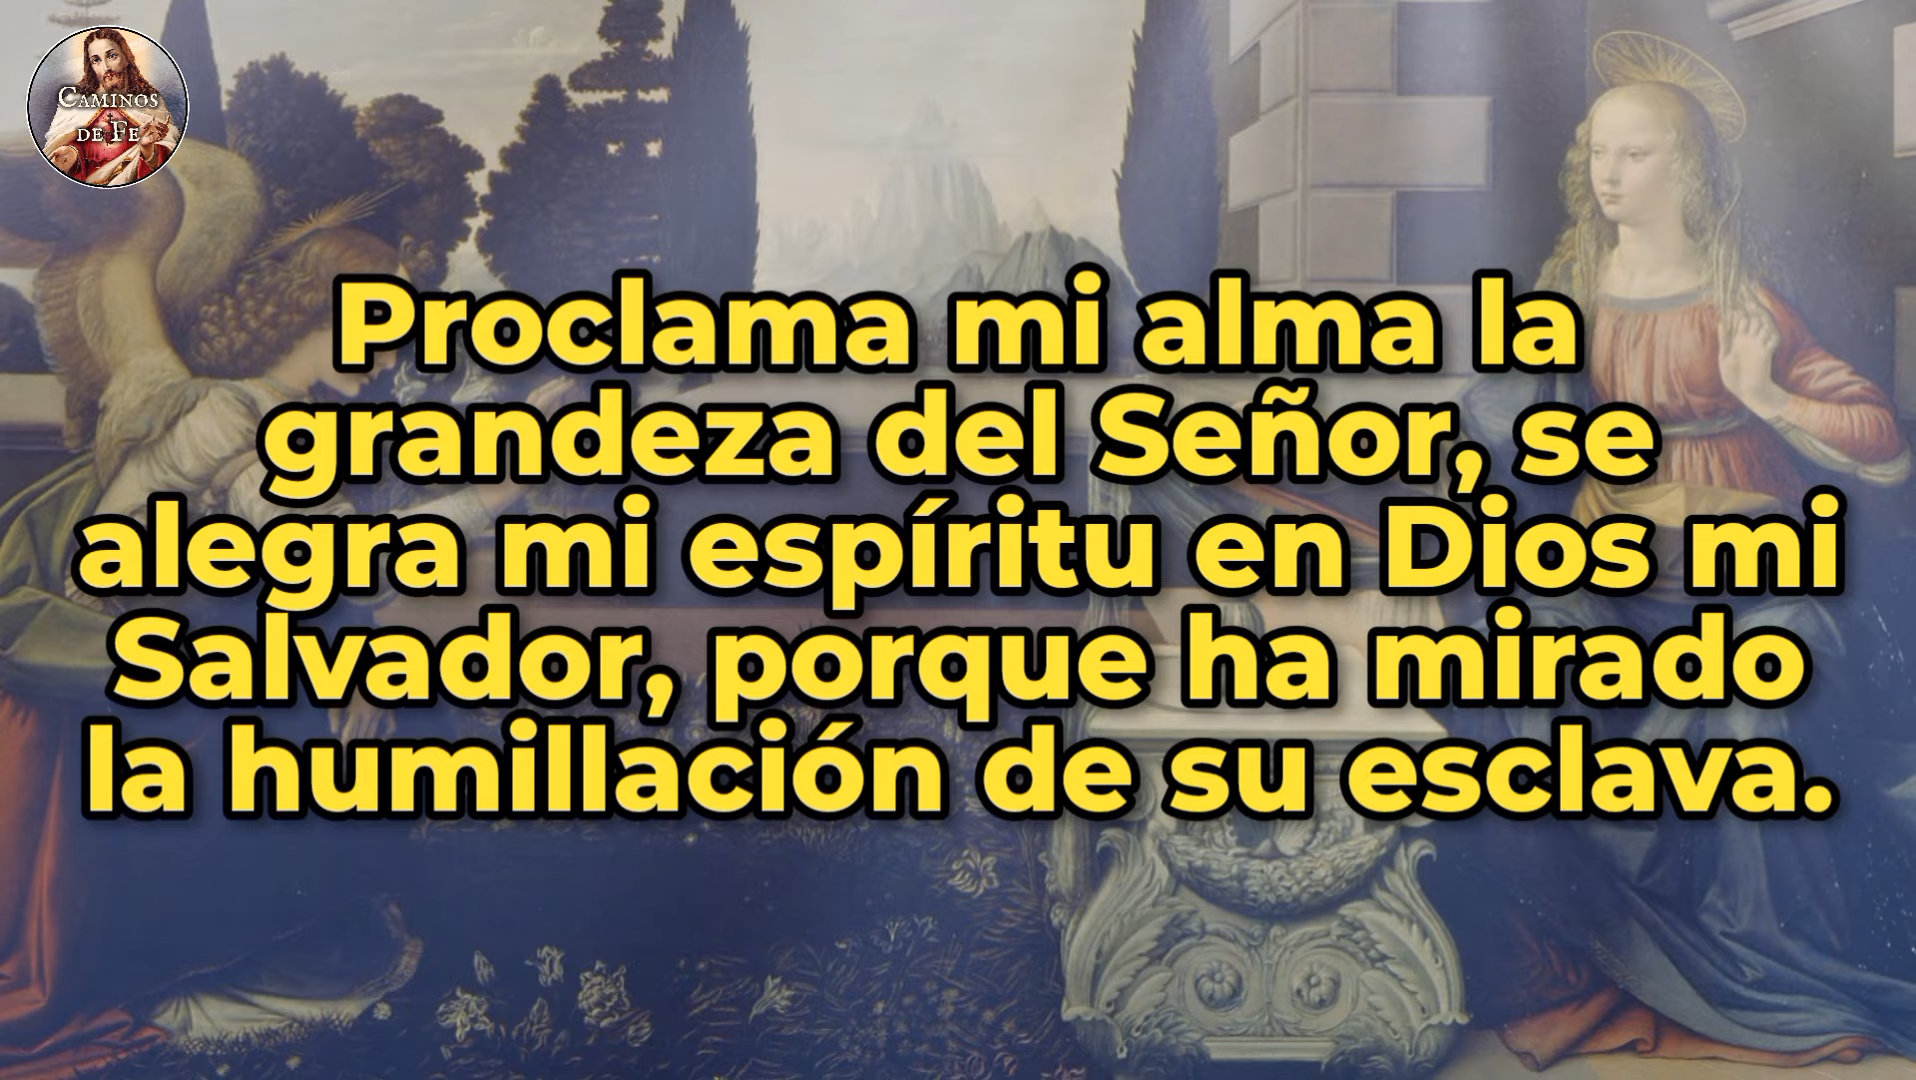 CAMINOS
DE FE
Proclama mi alma la
grandeza del Señor, se
alegra mi espíritu en Dios mi
Salvador, porque ha mirado
la humillación de su esclava.